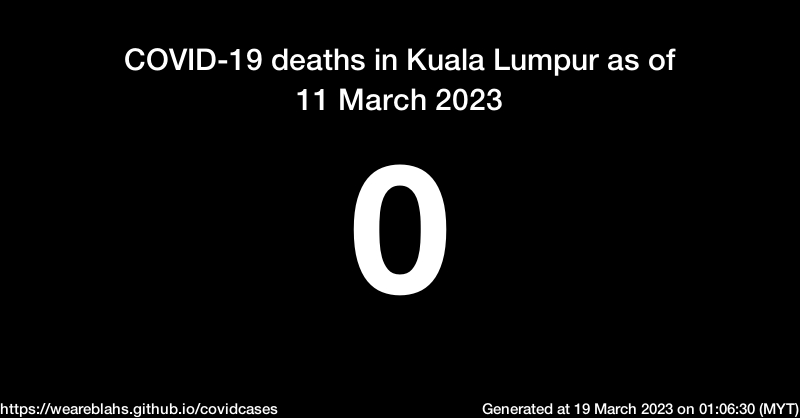 COVID-19 deaths in Kuala Lumpur as of
11 March 2023
0
https://weareblahs.github.io/covidcases
Generated at 19 March 2023 on 01:06:30 (MYT)